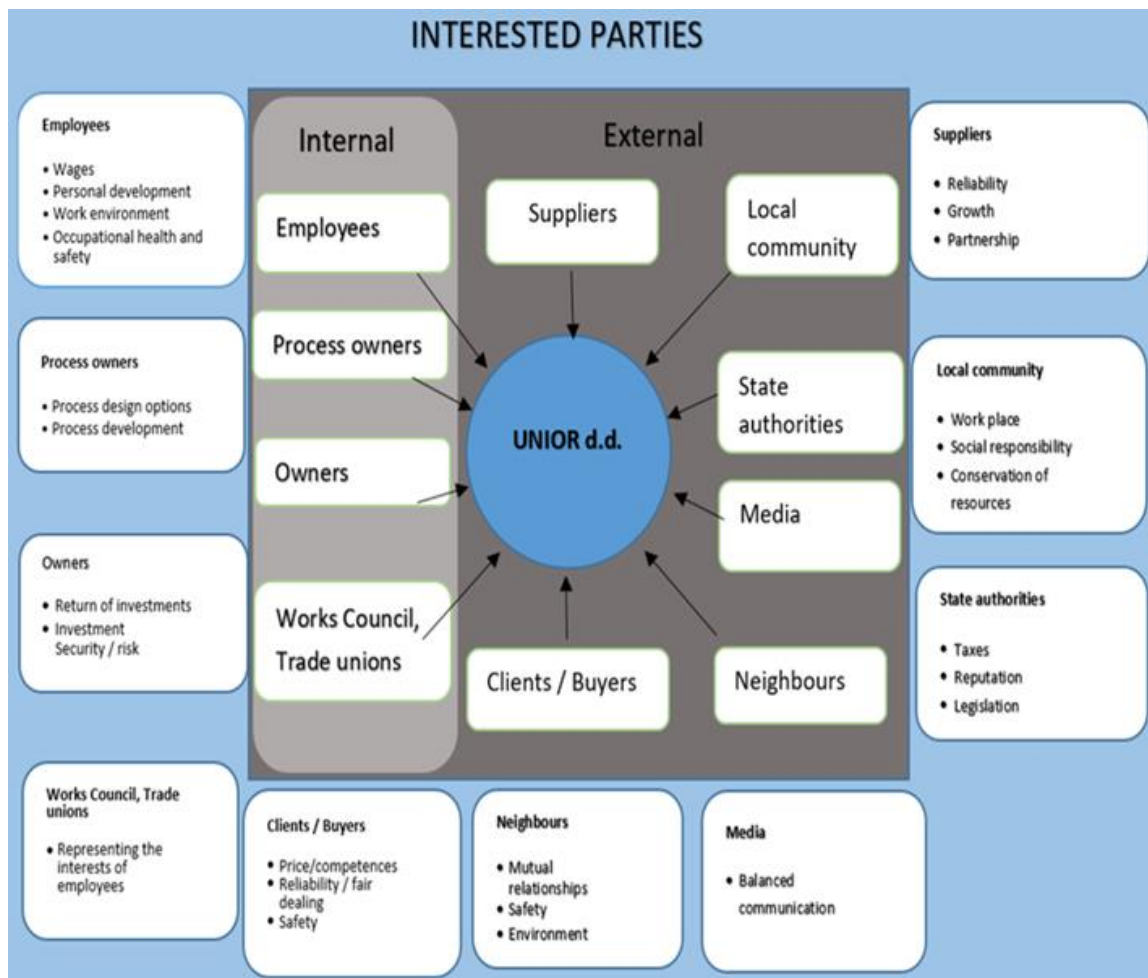 INTERESTED PARTIES
Employees
• Wages
• Personal development
• Work environment
• Occupational health and
safety
Process owners
• Process design options
• Process development
Owners
• Return of investments
• Investment
Security / risk
Works Council, Trade
unions
• Representing the
interests of
employees
Internal
Employees
Process owners
Owners
Works Council,
Trade unions
External
Suppliers
Local
community
State
authorities
Media
Neighbours
Clients / Buyers
UNIOR d.d.
Suppliers
• Reliability
• Growth
• Partnership
Local community
• Work place
• Social responsibility
• Conservation of
resources
State authorities
• Taxes
• Reputation
• Legislation
Clients / Buyers
• Price/competences
• Reliability / fair
dealing
• Safety
Neighbours
• Mutual
relationships
• Safety
• Environment
Media
• Balanced
communication